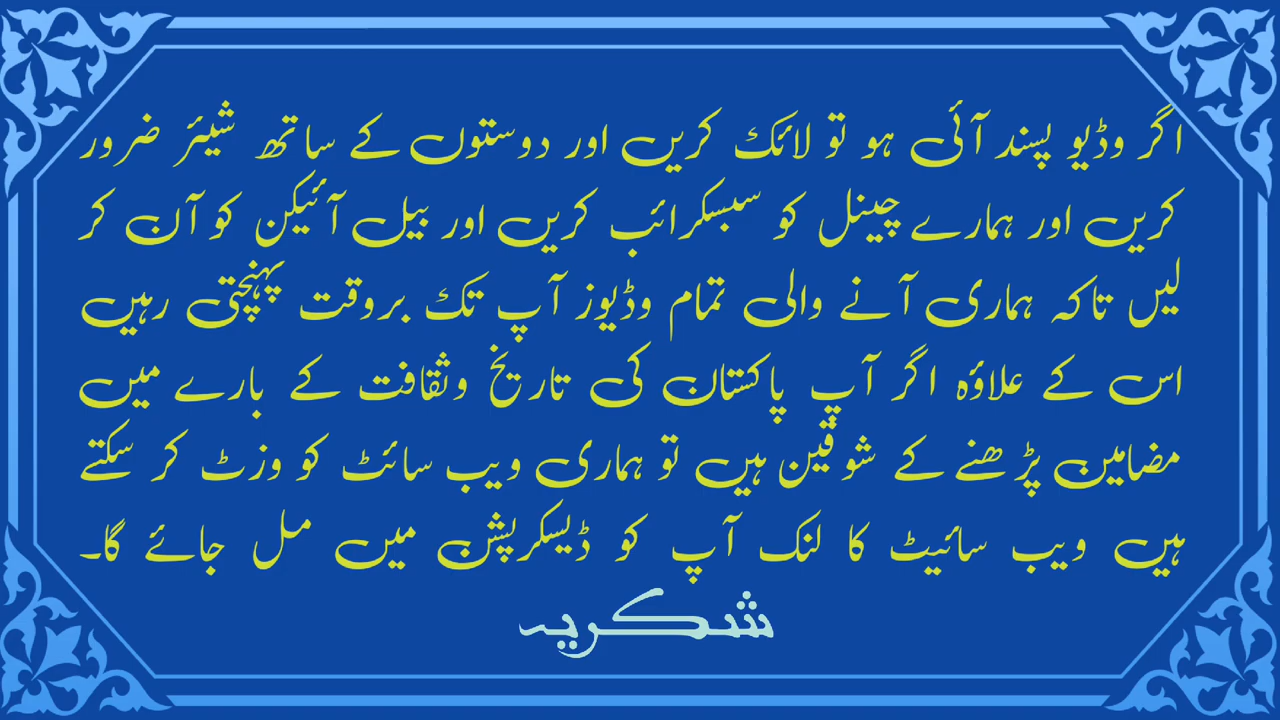 اگر وڈیو پسند آئی ہو تو لائک کریں اور دوستوں کے ساتھ شیئر ضرور
کریں اور ہمارے چینل کو سبسکرائب کریں اور بیل آئیکن کو آن کر
لیں تاکہ ہماری آنے والی تمام وڈیوز آپ تک بروقت پہنچتی رہیں
اس کے علاؤہ اگر آپ پاکستان کی تاریخ وثقافت کے بارے میں
مضامین پڑھنے کے شوقین ہیں تو ہماری ویب سائٹ کو وزٹ کر سکتے
ہیں ویب سائیٹ کا لنک آپ کو ڈیسکرپشن میں مل جائے گا۔
شکریہ